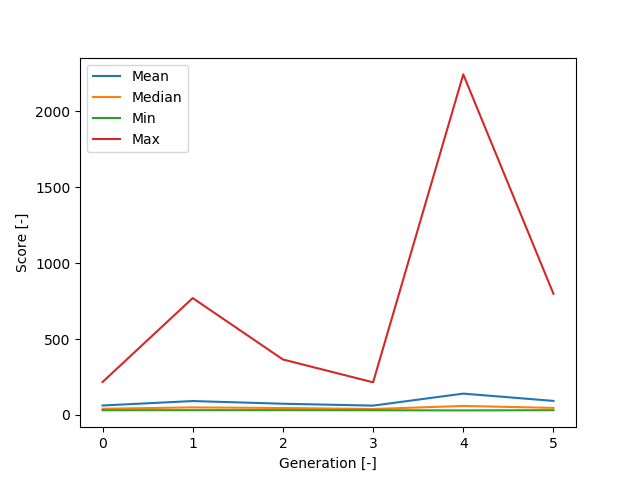 Mean
Median
Min
Max
2000
1500
1000
500
0
Score [-]
0 1 2 3 4 5
Generation [-]